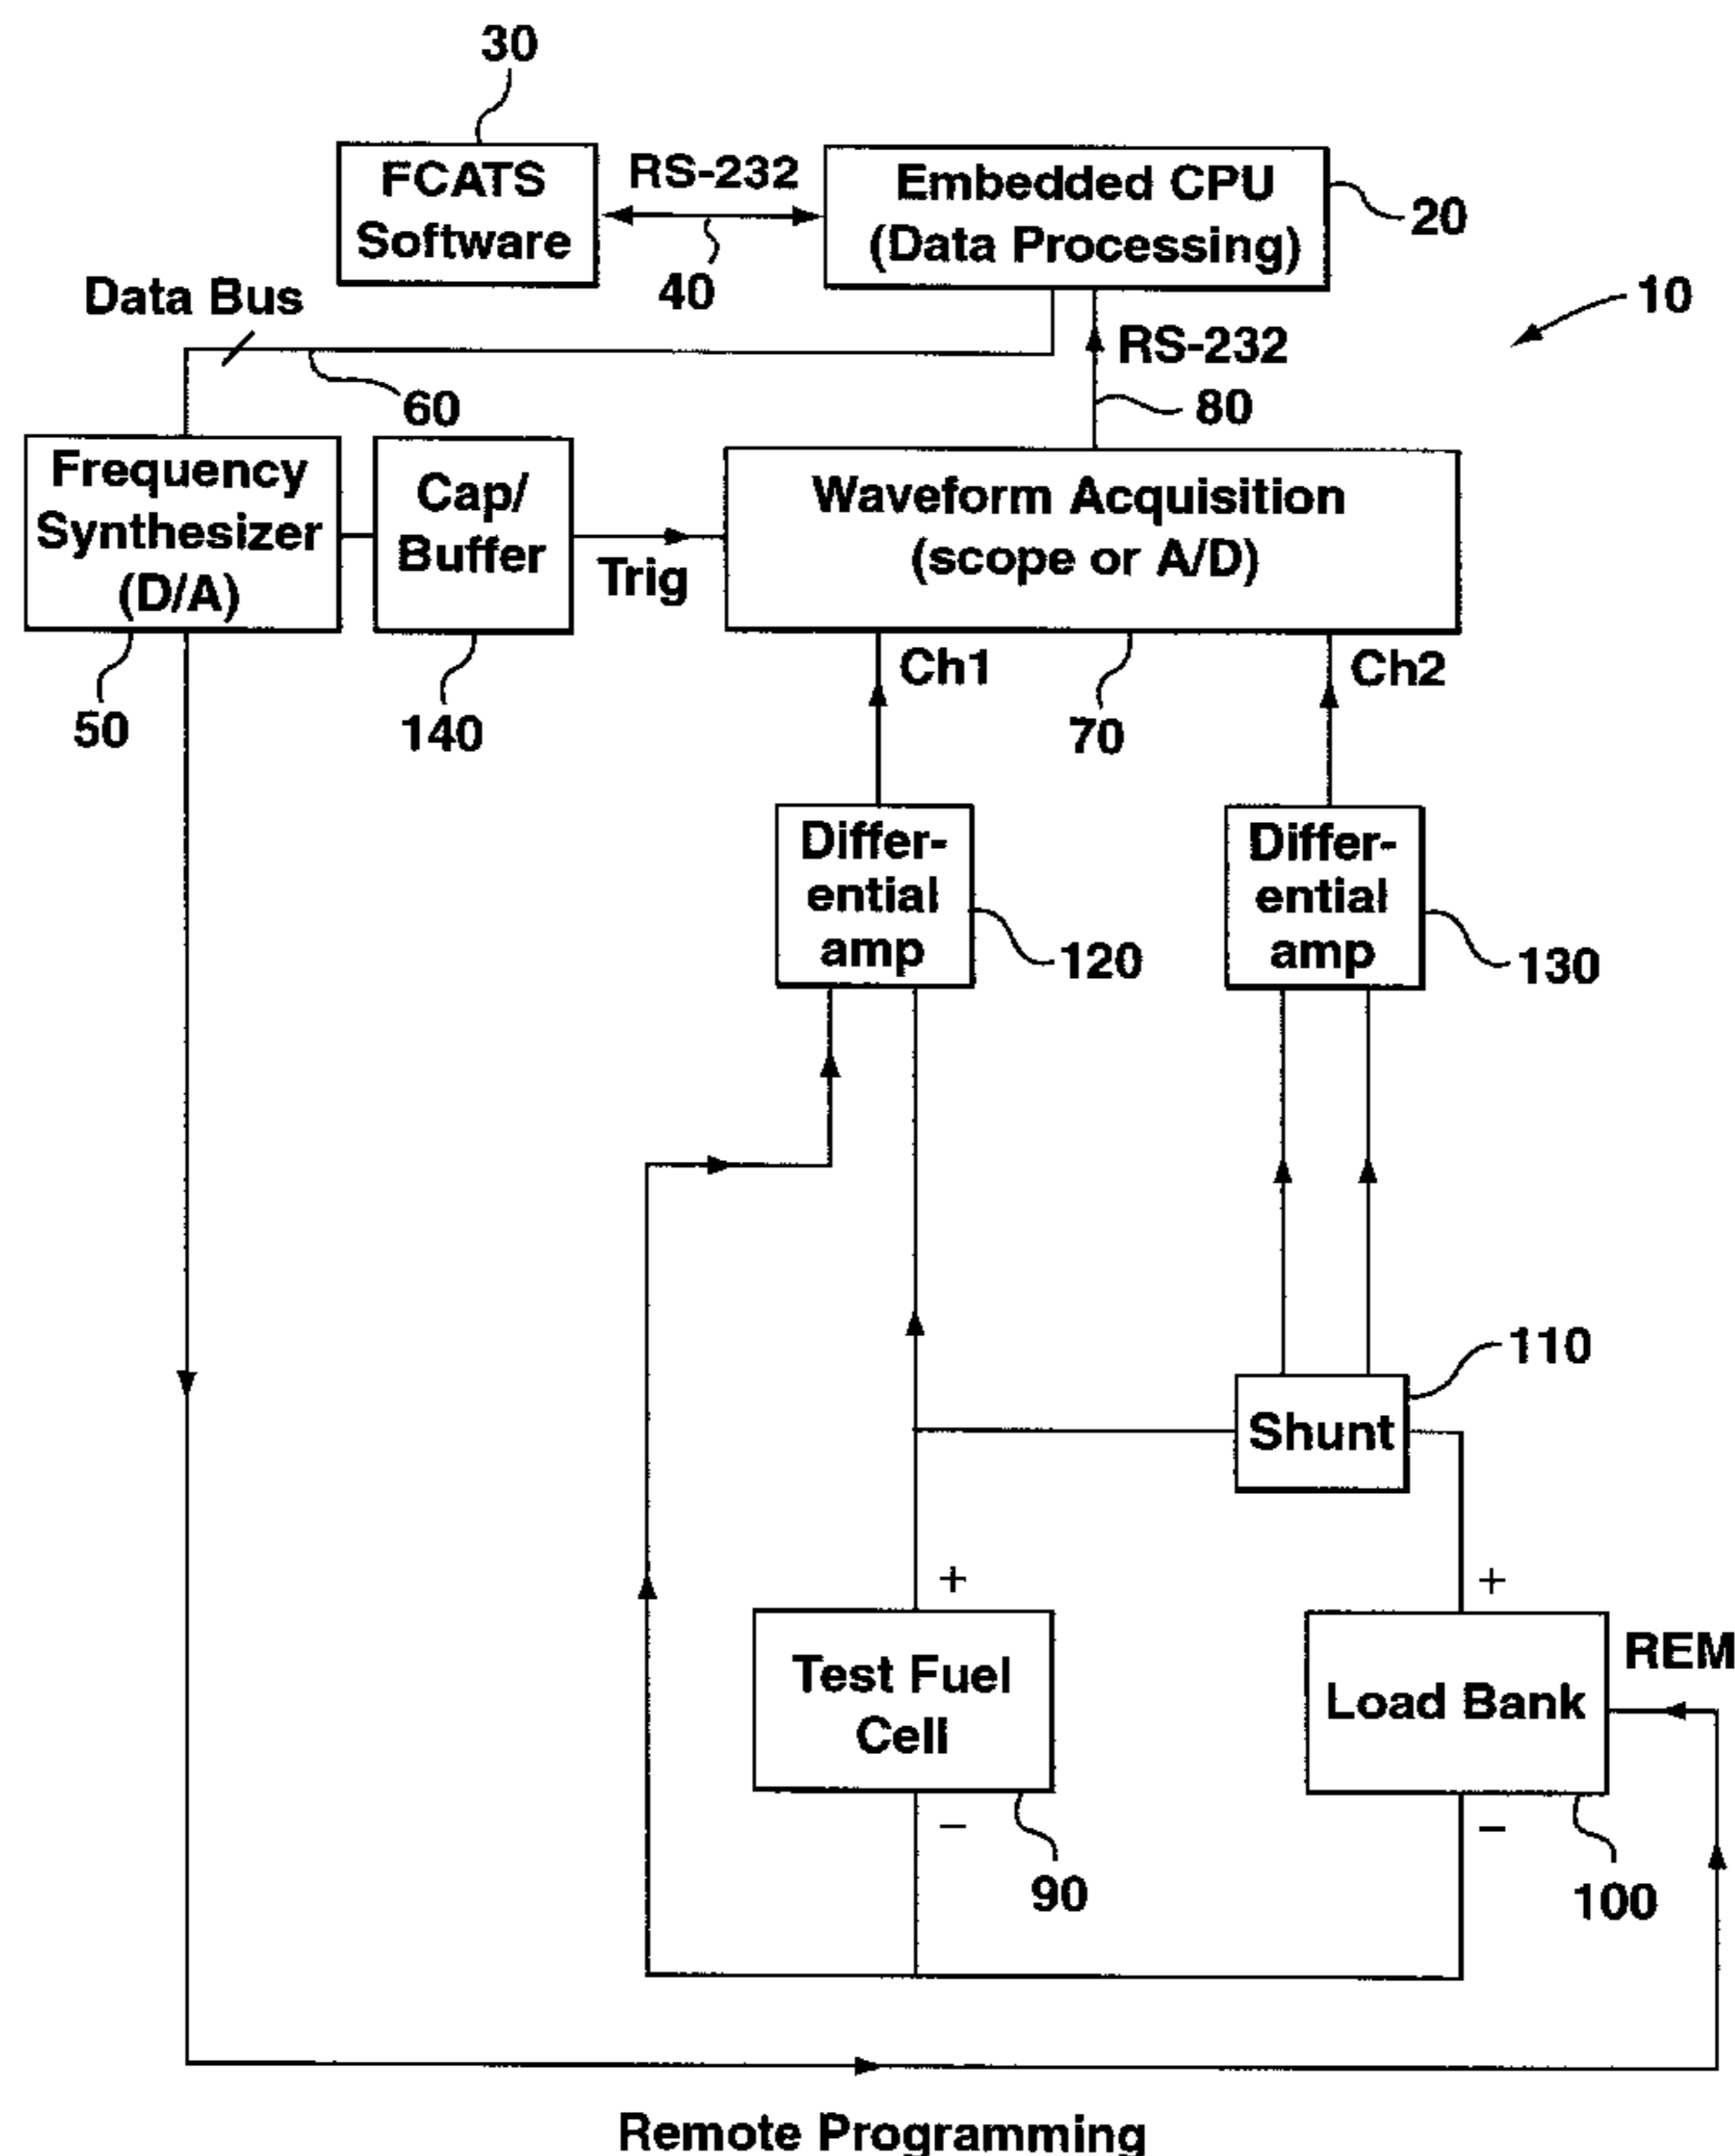 30
FCATS
Software
RS-232
40
Embedded CPU
(Data Processing)
20
10
Data Bus
60
RS-232
80
Frequency
Synthesizer
(D/A)
50
Cap/
Buffer
140
Trig
Waveform Acquisition
(scope or A/D)
Ch1
70
Ch2
Differ-
ential
amp
120
Differ-
ential
amp
130
110
Shunt
+
+
Test Fuel
Cell
Load Bank
REM
–
90
–
100
Remote Programming